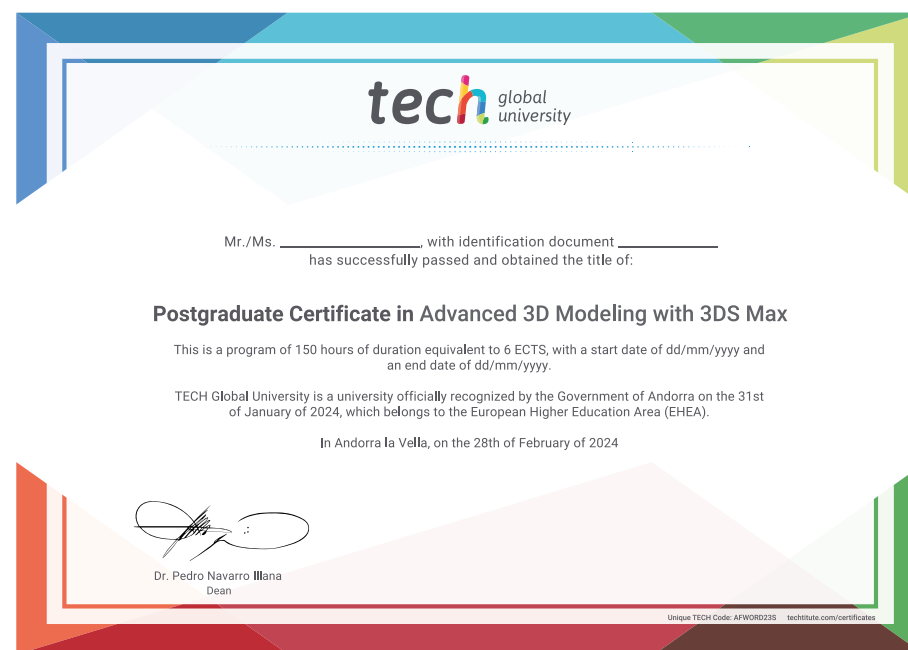 tech global university
Mr./Ms. ____________, with identification document ____________
has successfully passed and obtained the title of:
Postgraduate Certificate in Advanced 3D Modeling with 3DS Max
This is a program of 150 hours of duration equivalent to 6 ECTS, with a start date of dd/mm/yyyy and
an end date of dd/mm/yyyy.
TECH Global University is a university officially recognized by the Government of Andorra on the 31st
of January of 2024, which belongs to the European Higher Education Area (EHEA).
In Andorra la Vella, on the 28th of February of 2024
Dr. Pedro Navarro Illana
Dean
Unique TECH Code: AFWORD23S techtitute.com/certificates